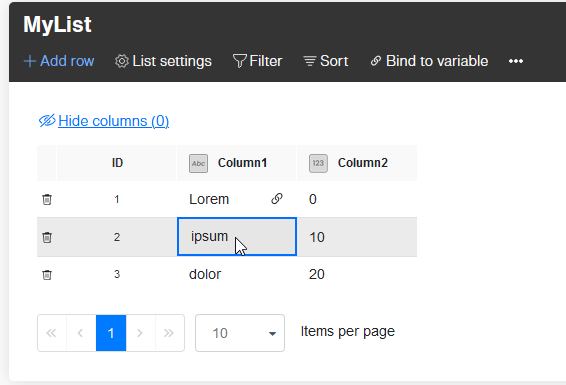 MyList
Add row List settings Filter Sort Bind to variable •••
Hide columns (0)
ID Abc Column1 123 Column2
1 Lorem 0
2 ipsum 10
3 dolor 20
« ‹ 1 › » 10 Items per page